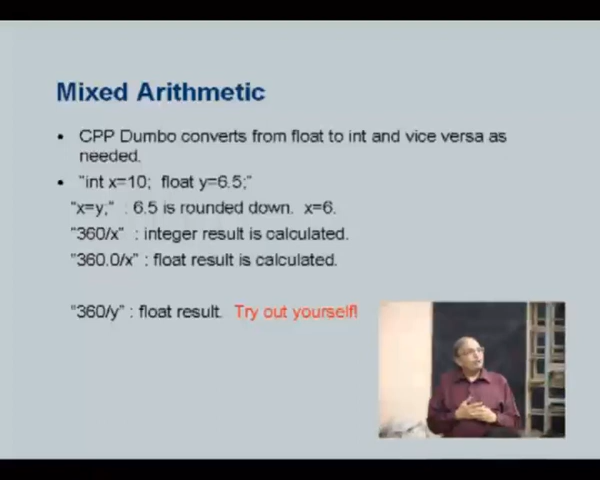 Mixed Arithmetic
• CPP Dumbo converts from float to int and vice versa as
needed.
• "int x=10; float y=6.5;"
"x=y;" : 6.5 is rounded down. x=6.
"360/x" : integer result is calculated.
"360.0/x" : float result is calculated.
"360/y" : float result. Try out yourself!